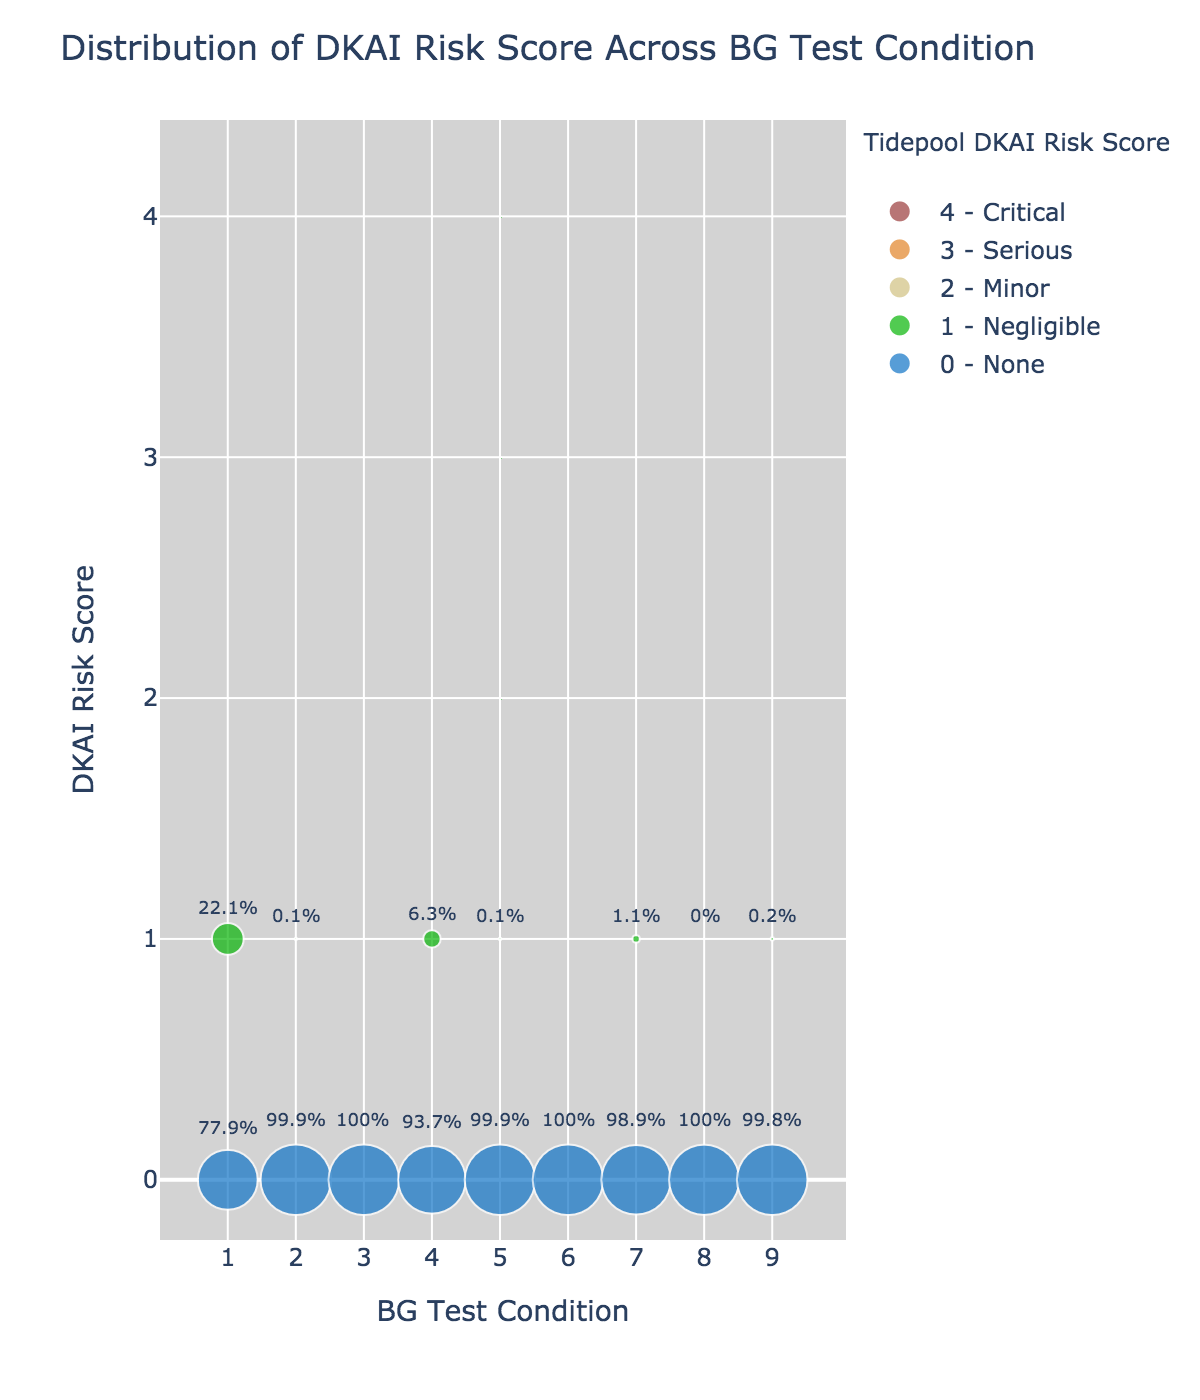 Distribution of DKAI Risk Score Across BG Test Condition
Tidepool DKAI Risk Score
4 - Critical
3 - Serious
2 - Minor
1 - Negligible
0 - None
DKAI Risk Score
4
3
2
1
0
22.1% 0.1% 6.3% 0.1% 1.1% 0% 0.2%
77.9% 99.9% 100% 93.7% 99.9% 100% 98.9% 100% 99.8%
1 2 3 4 5 6 7 8 9
BG Test Condition